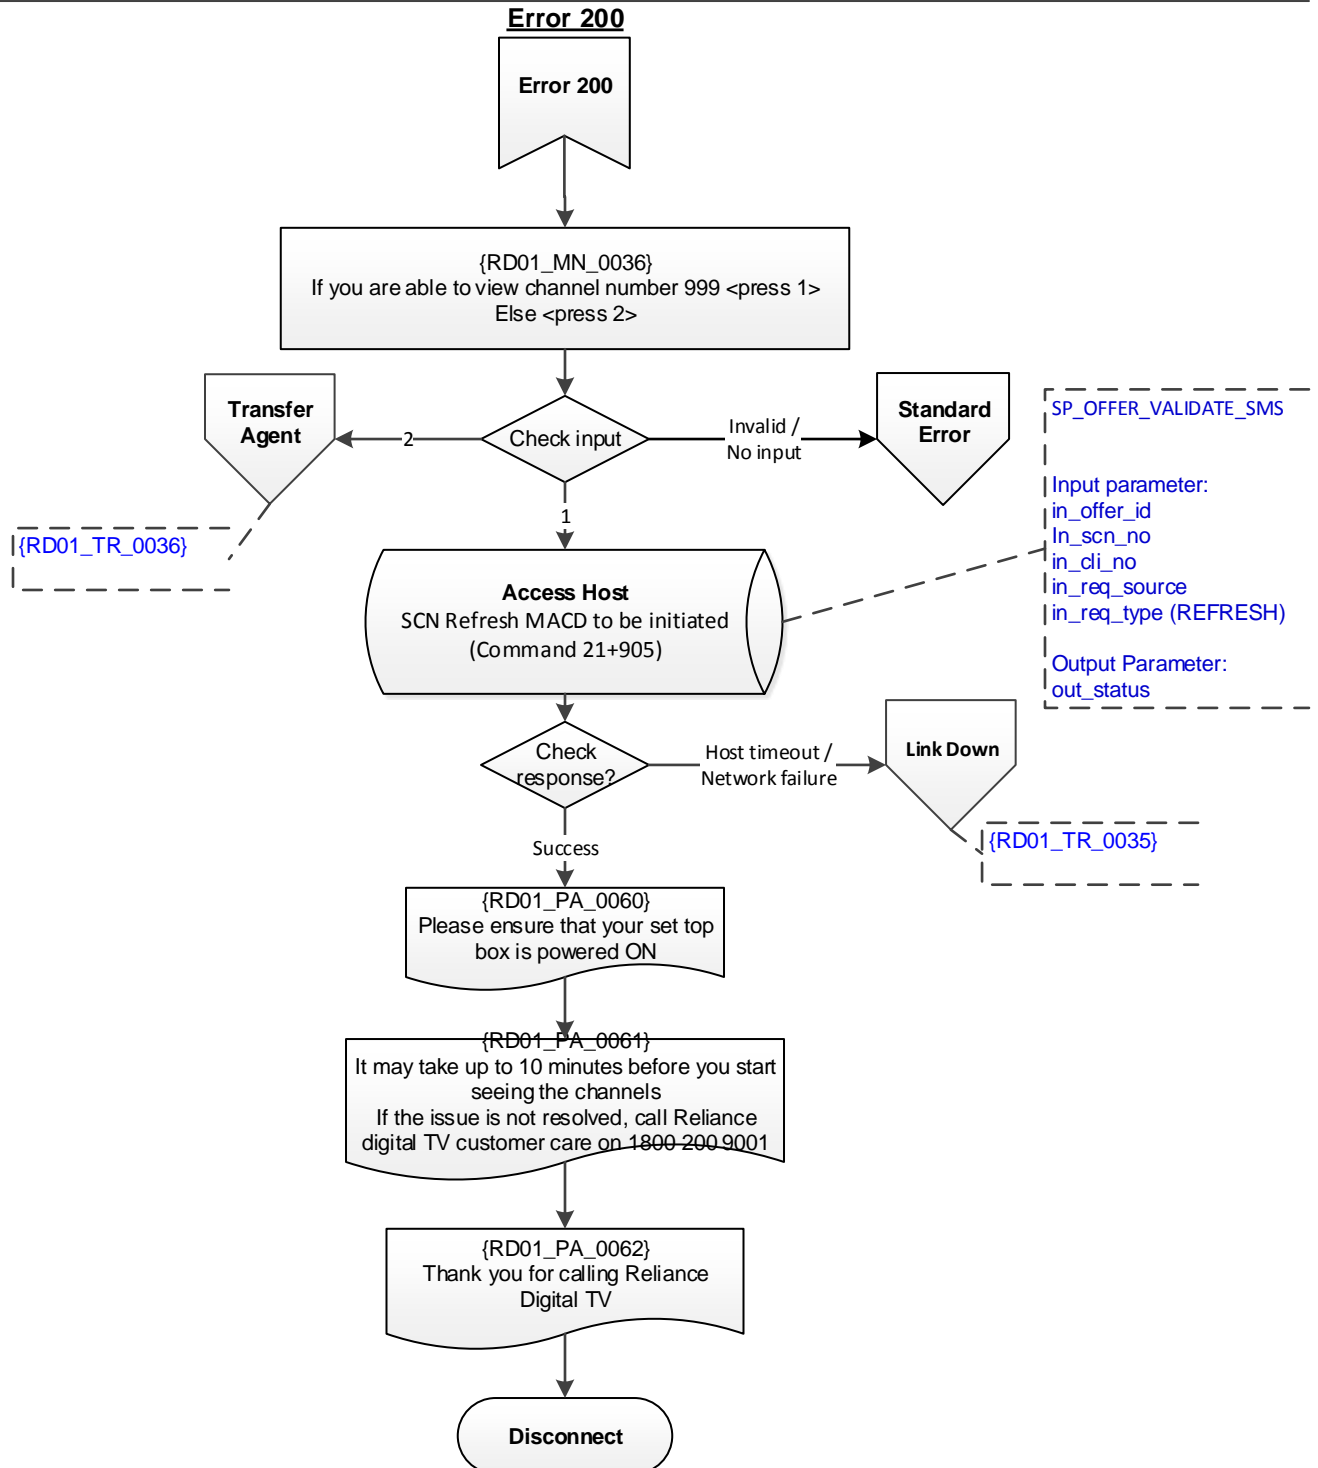 Error 200
Error 200
{RD01_MN_0036}
If you are able to view channel number 999 <press 1>
Else <press 2>
Transfer
Agent
2
Check input
Invalid /
No input
Standard
Error
SP_OFFER_VALIDATE_SMS
Input parameter:
in_offer_id
In_scn_no
in_cli_no
in_req_source
in_req_type (REFRESH)
Output Parameter:
out_status
{RD01_TR_0036}
1
Access Host
SCN Refresh MACD to be initiated
(Command 21+905)
Check
response?
Host timeout /
Network failure
Link Down
{RD01_TR_0035}
Success
{RD01_PA_0060}
Please ensure that your set top
box is powered ON
{RD01_PA_0061}
It may take up to 10 minutes before you start
seeing the channels
If the issue is not resolved, call Reliance
digital TV customer care on 1800 200 9001
{RD01_PA_0062}
Thank you for calling Reliance
Digital TV
Disconnect